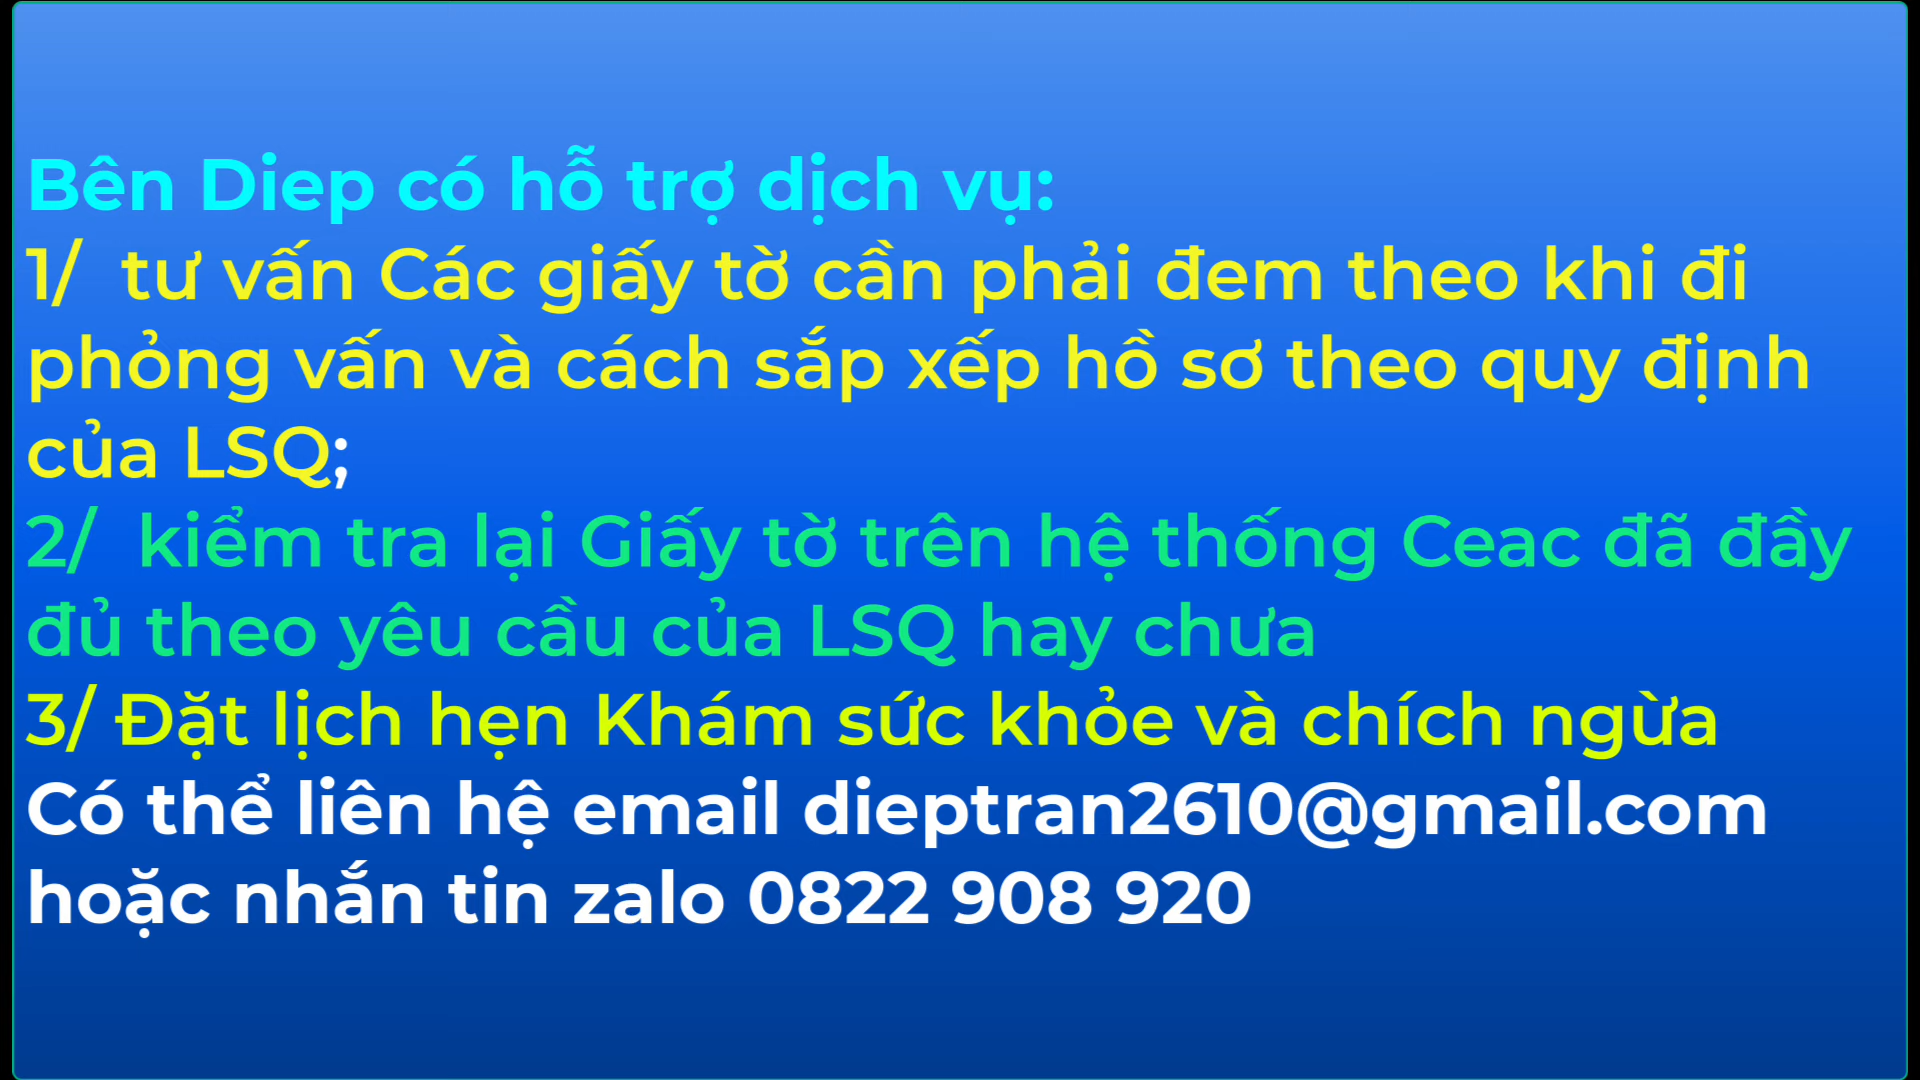 Bên Diep có hỗ trợ dịch vụ:
1/  tư vấn Các giấy tờ cần phải đem theo khi đi
phỏng vấn và cách sắp xếp hồ sơ theo quy định
của LSQ;
2/  kiểm tra lại Giấy tờ trên hệ thống Ceac đã đầy
đủ theo yêu cầu của LSQ hay chưa
3/ Đặt lịch hẹn Khám sức khỏe và chích ngừa
Có thể liên hệ email dieptran2610@gmail.com
hoặc nhắn tin zalo 0822 908 920